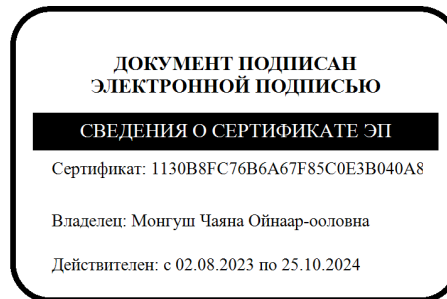 ДОКУМЕНТ ПОДПИСАН
ЭЛЕКТРОННОЙ ПОДПИСЬЮ
СВЕДЕНИЯ О СЕРТИФИКАТЕ ЭП
Сертификат: 1130B8FC76B6A67F85C0E3B040A8
Владелец: Монгуш Чаяна Ойнаар-ооловна
Действителен: с 02.08.2023 по 25.10.2024